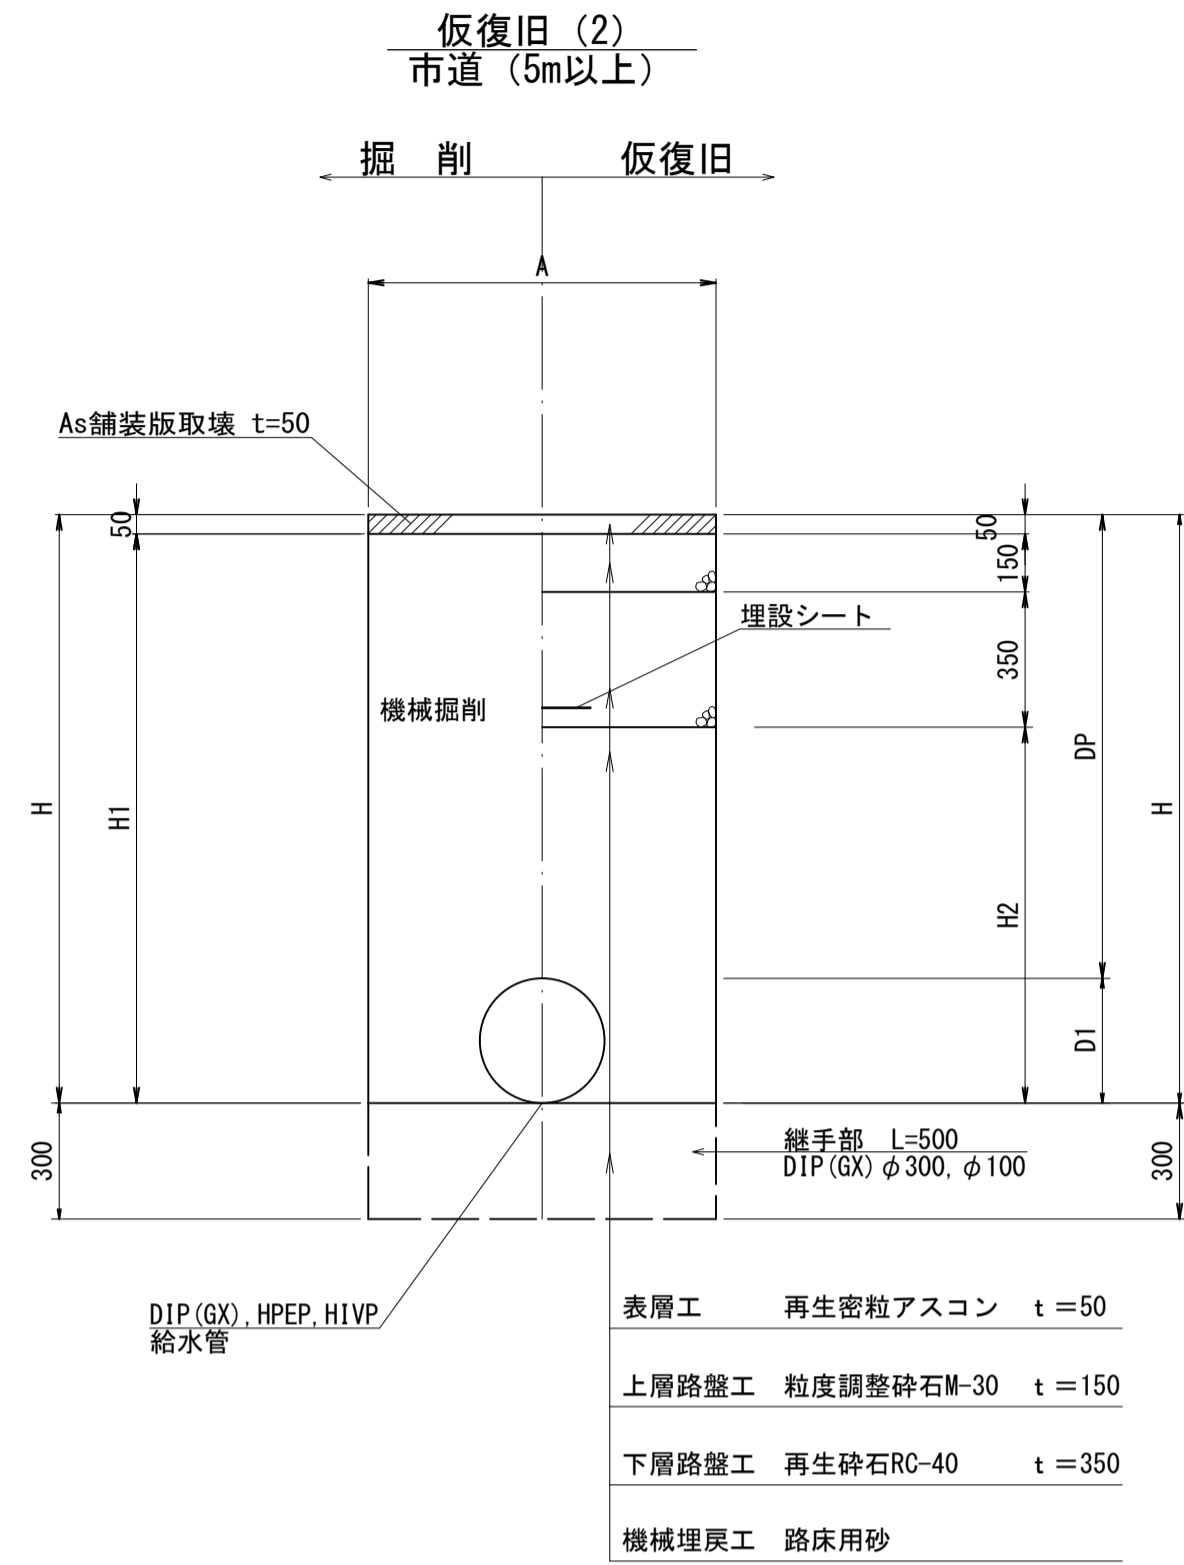 仮復旧（2）
市道（5m以上）
掘　削　仮復旧
A
As舗装版取壊 t=50
50
50
150
埋設シート
350
機械掘削
DP
H
H1
H
H2
D1
継手部　L=500
DIP(GX)φ300,φ100
300
300
DIP(GX),HPEP,HIVP
給水管
表層工　再生密粒アスコン　t＝50
上層路盤工　粒度調整砕石M-30　t＝150
下層路盤工　再生砕石RC-40　t＝350
機械埋戻工　路床用砂